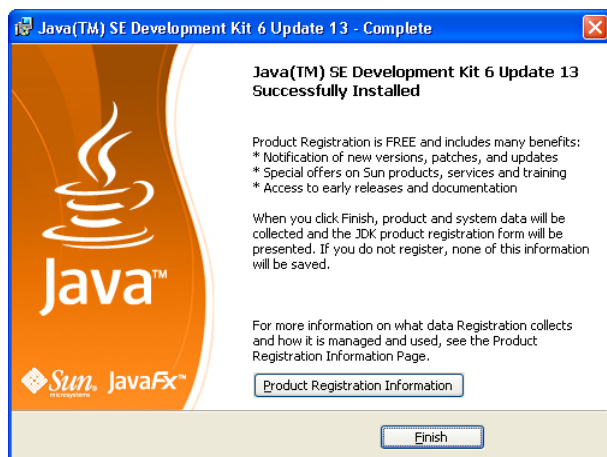 Java(TM) SE Development Kit 6 Update 13 - Complete
Java(TM) SE Development Kit 6 Update 13
Successfully Installed
Product Registration is FREE and includes many benefits:
* Notification of new versions, patches, and updates
* Special offers on Sun products, services and training
* Access to early releases and documentation
When you click Finish, product and system data will be
collected and the JDK product registration form will be
presented. If you do not register, none of this information
will be saved.
Java™
For more information on what data Registration collects
and how it is managed and used, see the Product
Registration Information Page.
Sun microsystems JavaFx™
Product Registration Information
Finish